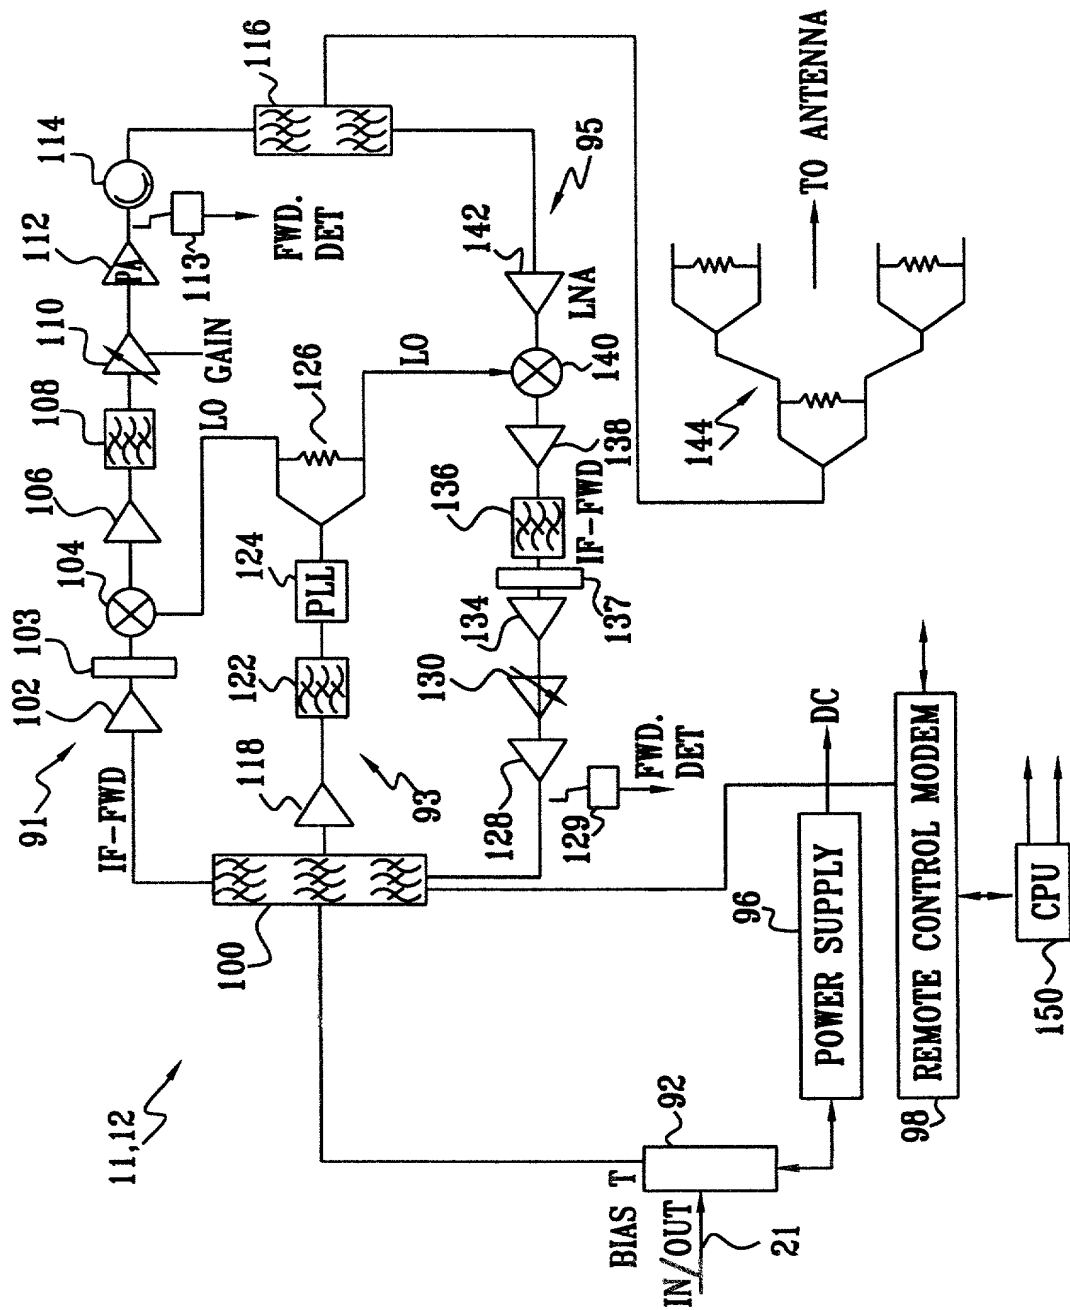 11,12
91
IF-FWD
102
103
104
106
108
110
LO GAIN
112
PA
113
FWD.
DET
114
116
100
118
93
122
124
PLL
126
LO
95
128
129
FWD.
DET
130
134
137
136
IF-FWD
138
140
142
LNA
144
TO ANTENNA
BIAS T
92
IN/OUT
21
96
POWER SUPPLY
DC
98
REMOTE CONTROL MODEM
150
CPU